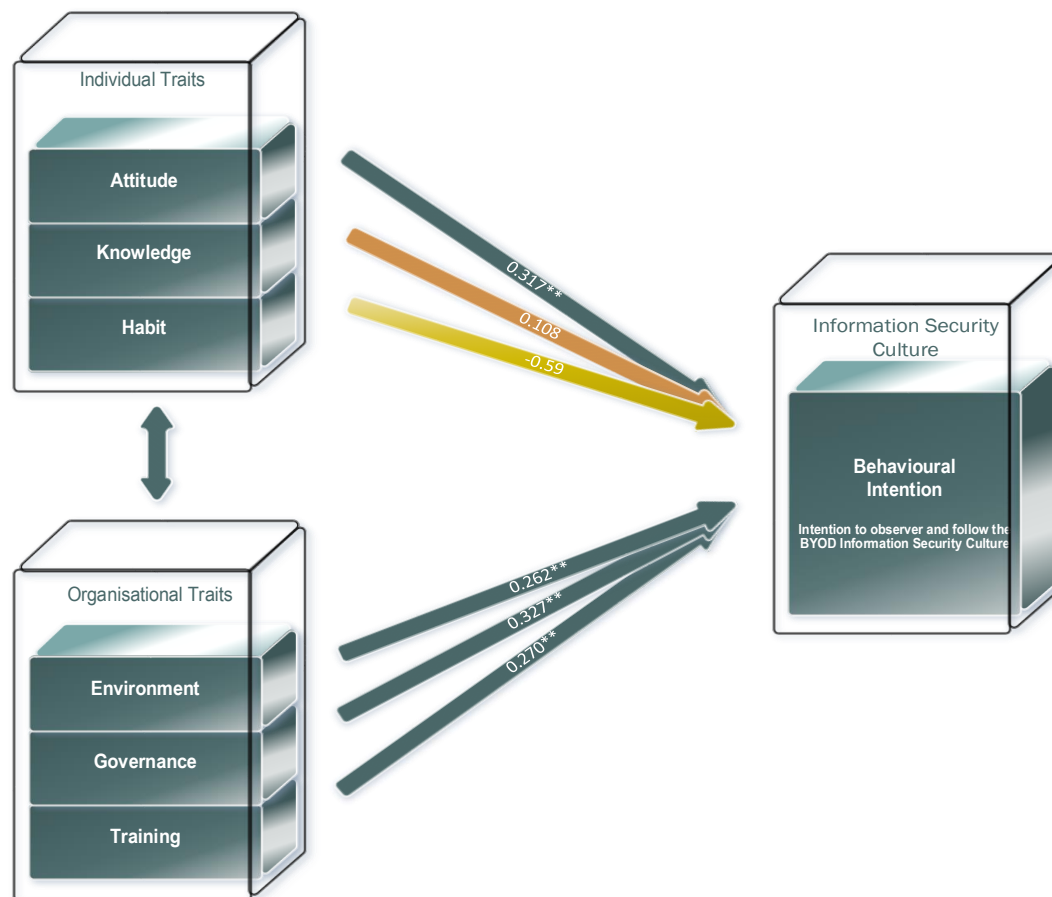 Individual Traits
Attitude
Knowledge
Habit
0.317**
0.108
-0.59
Information Security
Culture
Behavioural
Intention
Intention to observer and follow the
BYOD Information Security Culture
Organisational Traits
Environment
Governance
Training
0.262**
0.327**
0.270**